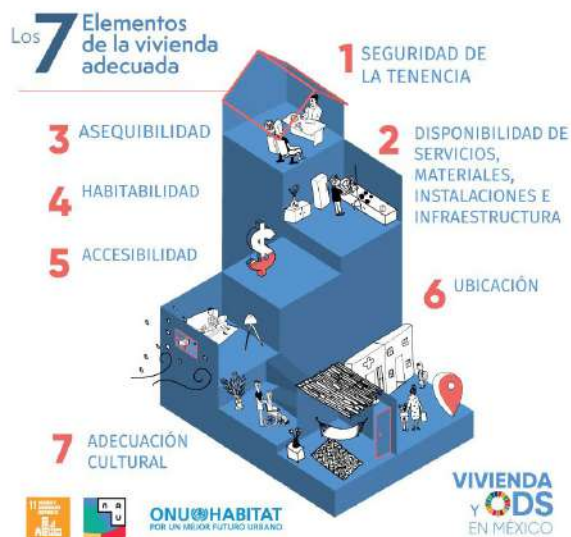 Los 7 Elementos
de la vivienda
adecuada
1 SEGURIDAD DE
LA TENENCIA
3 ASEQUIBILIDAD
2 DISPONIBILIDAD DE
SERVICIOS,
MATERIALES,
INSTALACIONES E
INFRAESTRUCTURA
4 HABITABILIDAD
5 ACCESIBILIDAD
6 UBICACIÓN
7 ADECUACIÓN
CULTURAL
11
NAU
ONU HABITAT
POR UN MEJOR FUTURO URBANO
VIVIENDA
Y ODS
EN MÉXICO